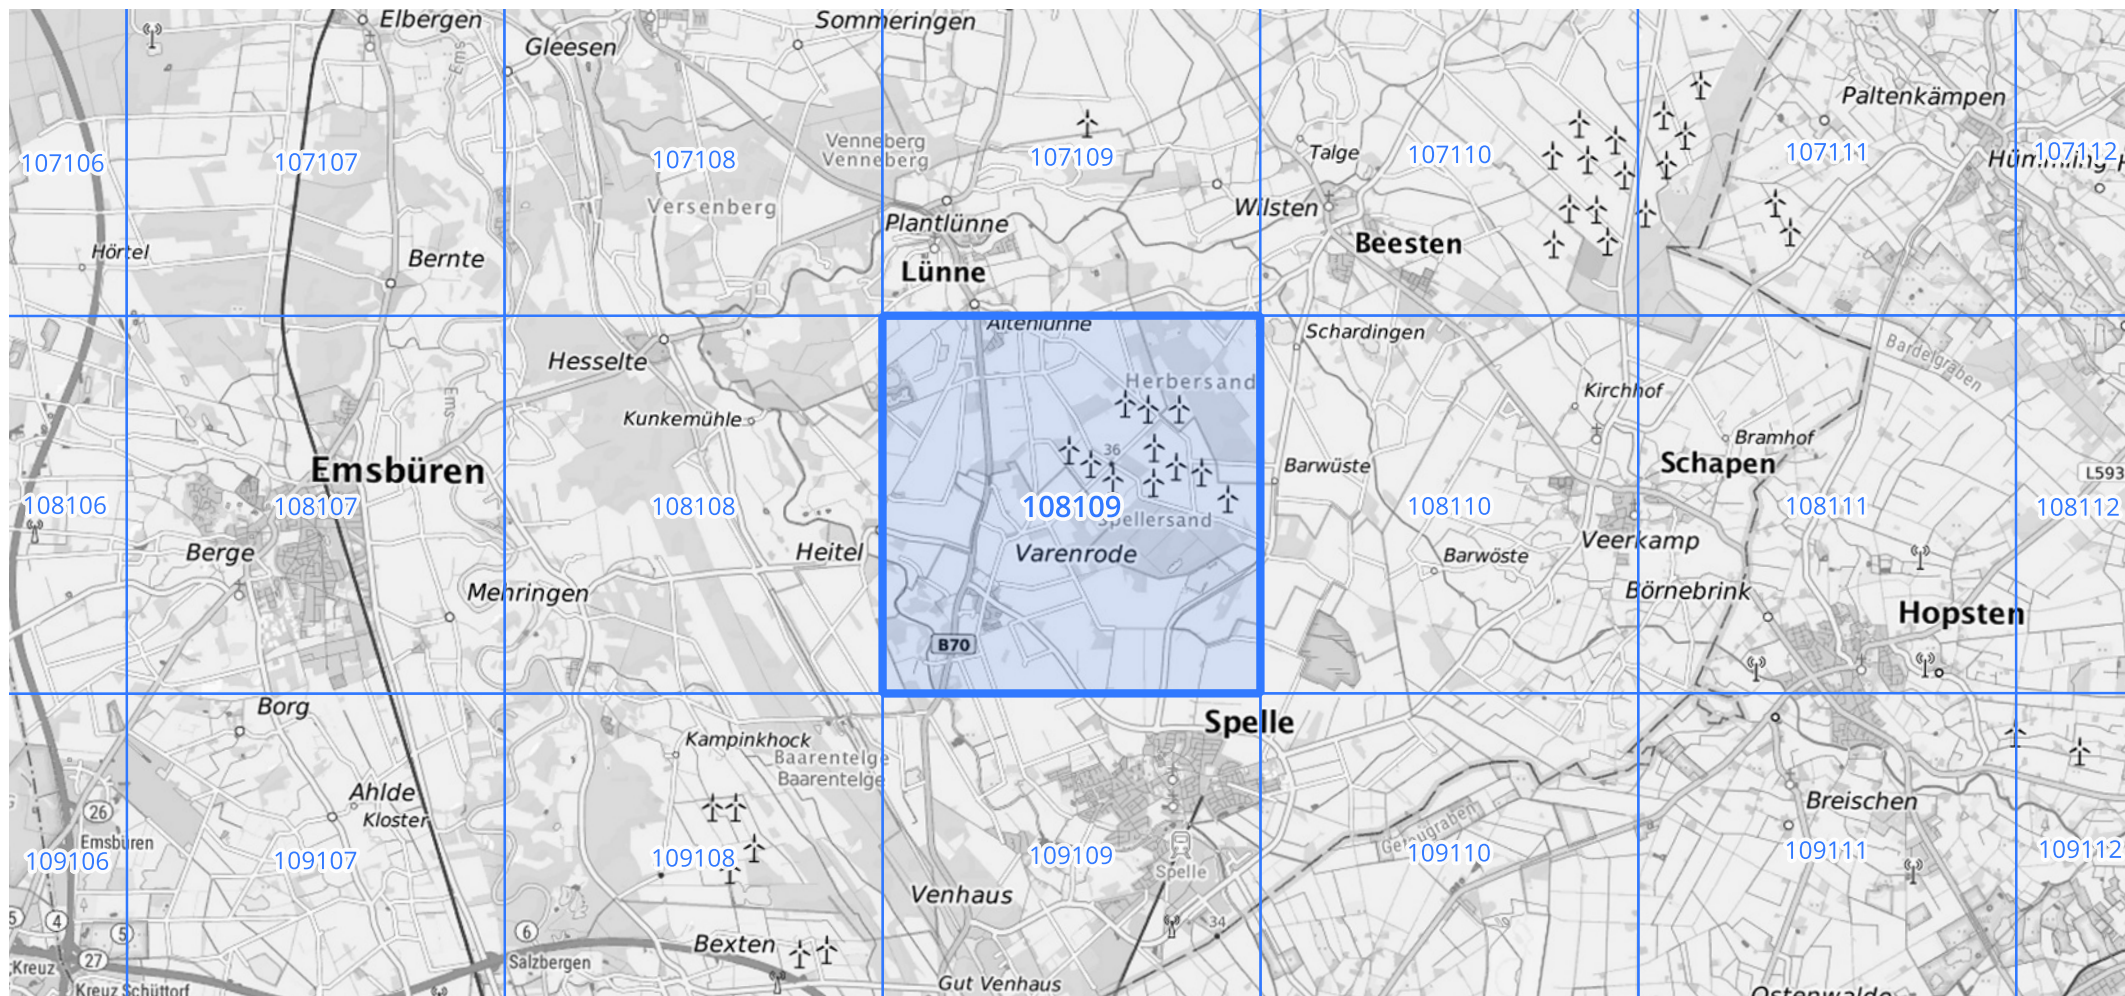 Elbergen
Sommeringen
Gleesen
Ems
Paltenkämpen
Venneberg
Venneberg
107106
107107
107108
107109
Talge
107110
107111
107112
Versenberg
Wilsten
Plantlünne
Beesten
Hörtel
Bernte
Lünne
Altenlünne
Schardingen
Hesselte
Bardelgraben
Herbersand
Kirchhof
Ems
Kunkemühle
Bramhof
36
Emsbüren
Barwüste
Schapen
L593
108106
108107
108108
108109
108110
108111
108112
Spellersand
Berge
Heitel
Varenrode
Barwöste
Veerkamp
Mehringen
Börnebrink
Hopsten
B70
Borg
Spelle
Kampinkhock
Baarentelge
Baarentelge
Ahlde
Kloster
26
Emsbüren
Breischen
109106
109107
109108
109109
109110
109111
109112
Spelle
Venhaus
5
4
5
6
34
Bexten
27
Salzbergen
Kreuz
Kreuz Schüttorf
Gut Venhaus
Ostenwalde